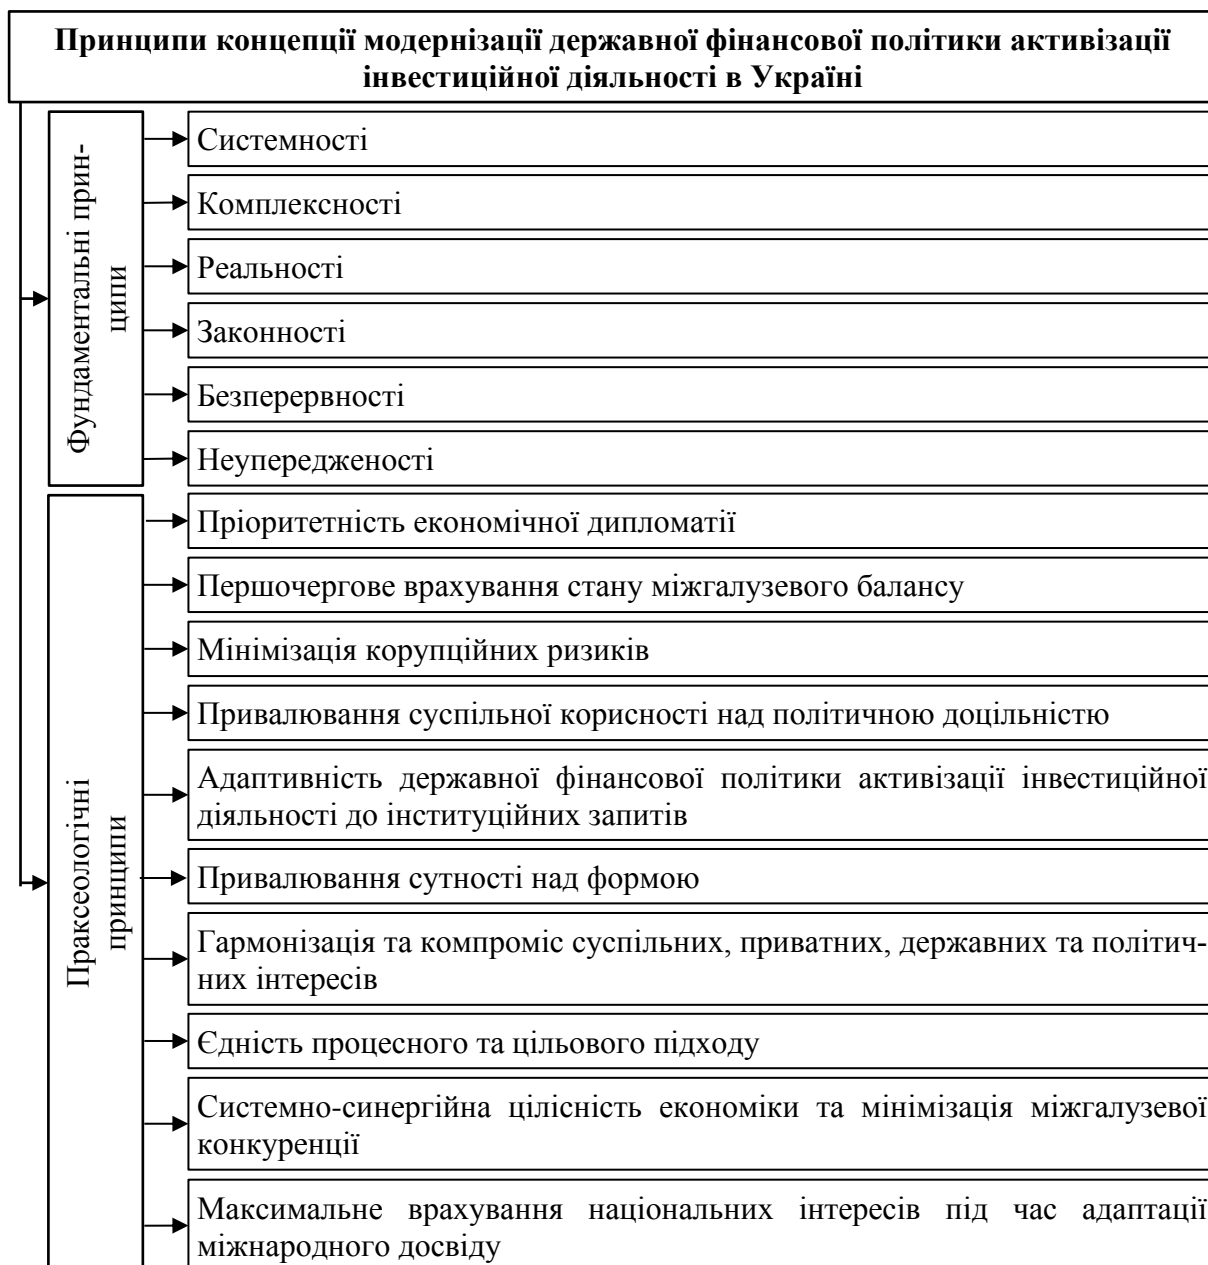 Принципи концепції модернізації державної фінансової політики активізації
інвестиційної діяльності в Україні
Фундаментальні прин-
ципи
Системності
Комплексності
Реальності
Законності
Безперервності
Неупередженості
Праксеологічні
принципи
Пріоритетність економічної дипломатії
Першочергове врахування стану міжгалузевого балансу
Мінімізація корупційних ризиків
Привалювання суспільної корисності над політичною доцільністю
Адаптивність державної фінансової політики активізації інвестиційної
діяльності до інституційних запитів
Привалювання сутності над формою
Гармонізація та компроміс суспільних, приватних, державних та політич-
них інтересів
Єдність процесного та цільового підходу
Системно-синергійна цілісність економіки та мінімізація міжгалузевої
конкуренції
Максимальне врахування національних інтересів під час адаптації
міжнародного досвіду